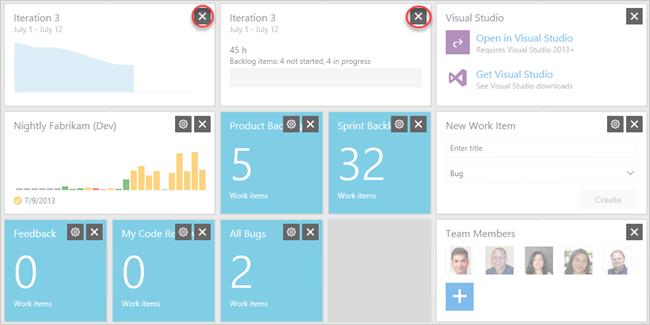 Iteration 3
July 1 - July 12
Iteration 3
July 1 - July 12
45 h
Backlog items: 4 not started, 4 in progress
Visual Studio
Open in Visual Studio
Requires Visual Studio 2013+
Get Visual Studio
See Visual Studio downloads
Nightly Fabrikam (Dev)
7/9/2013
Product Back
5
Work items
Sprint Backl
32
Work items
New Work Item
Enter title
Bug
Create
Feedback
0
Work items
My Code Re
0
Work items
All Bugs
2
Work items
Team Members